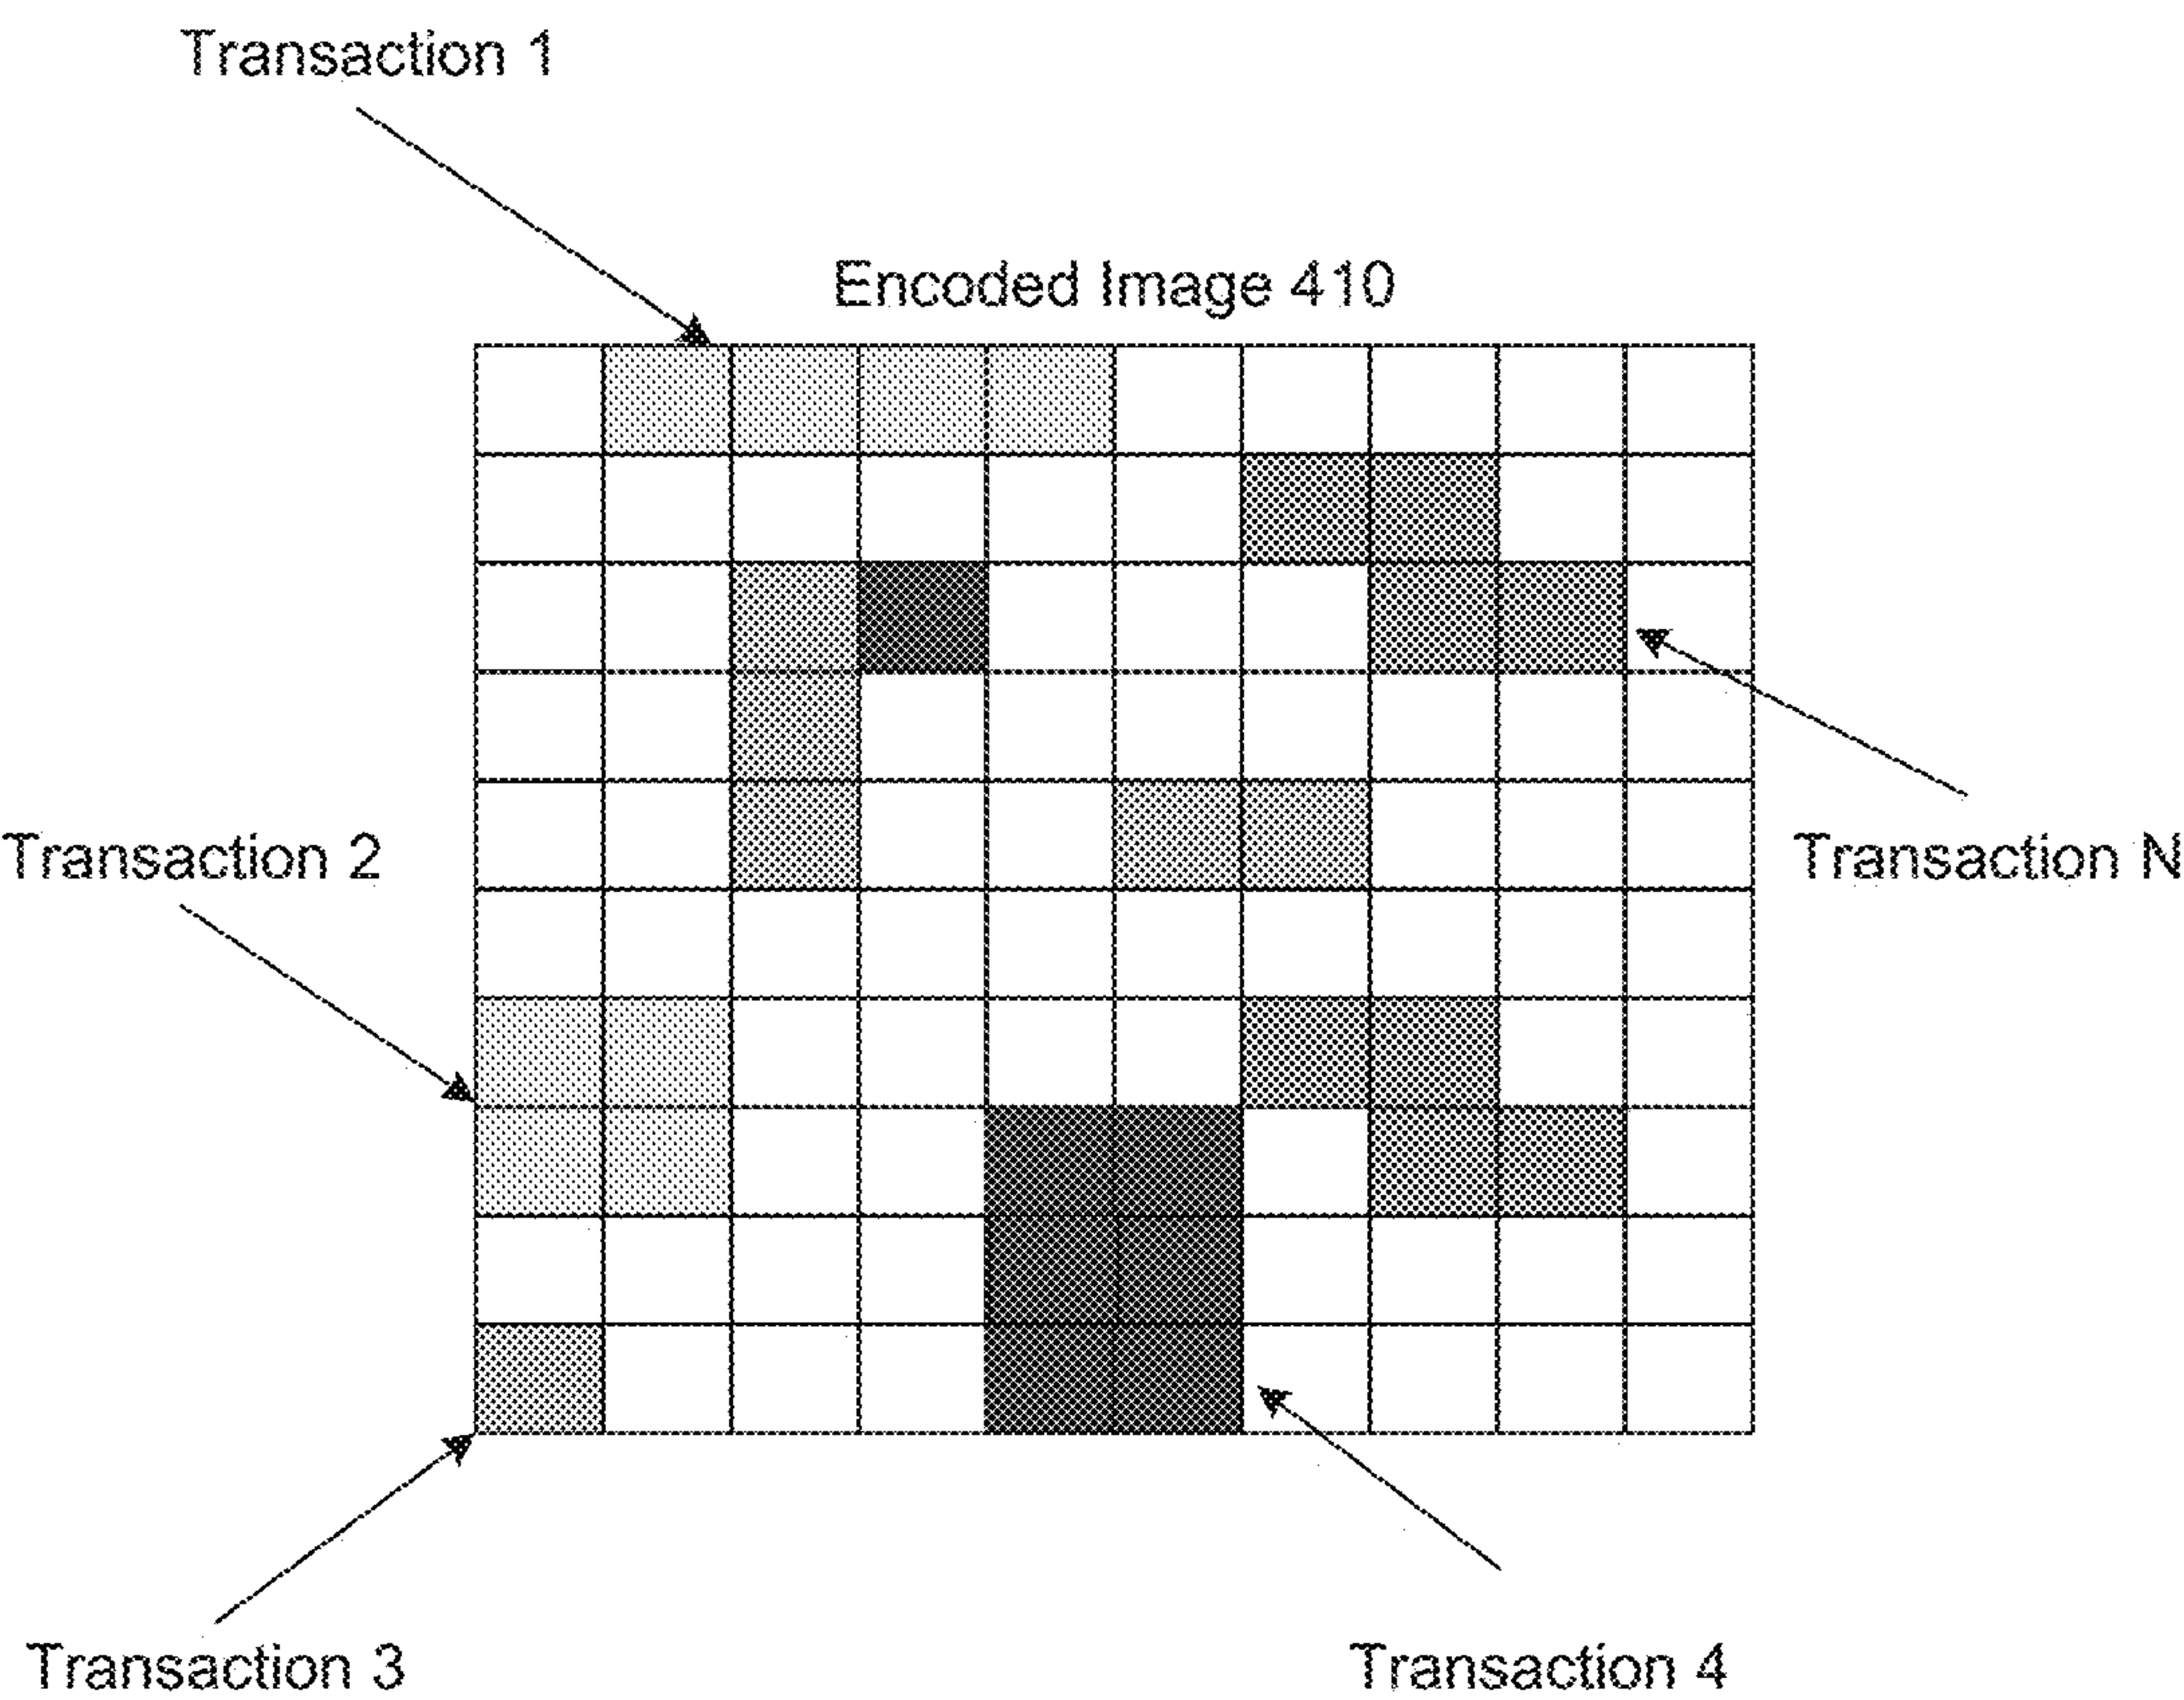 Transaction 1
Encoded Image 410
Transaction 2
Transaction N
Transaction 3
Transaction 4